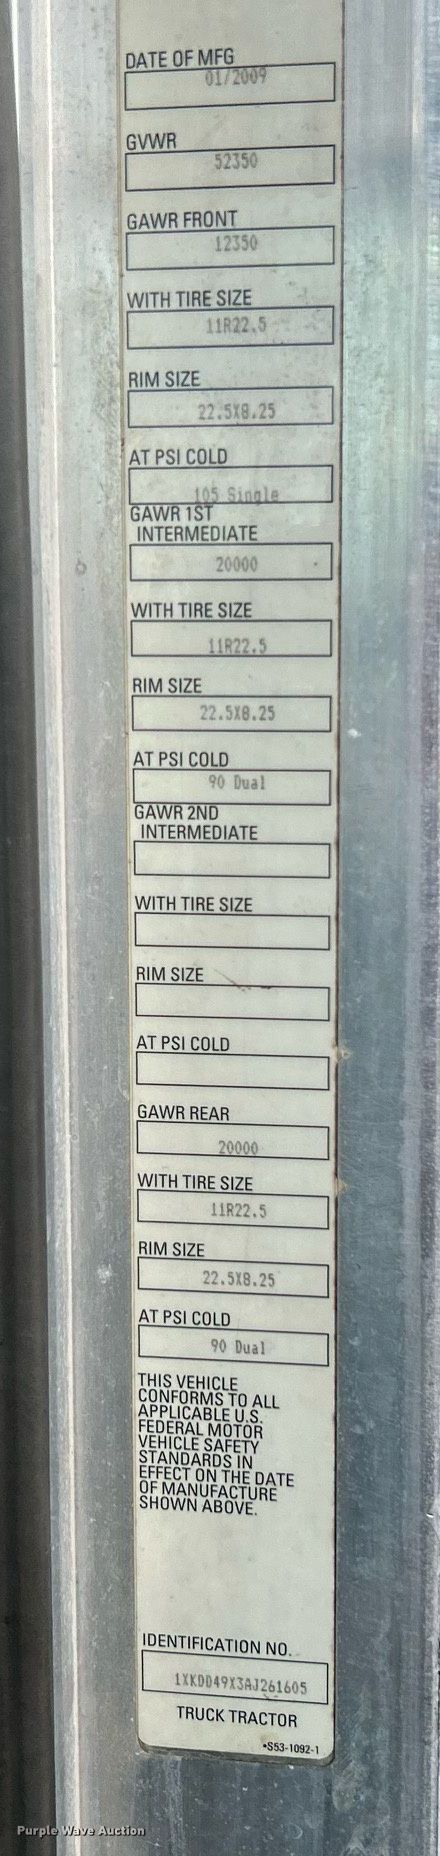 DATE OF MFG
01/2009
GVWR
52350
GAWR FRONT
12350
WITH TIRE SIZE
11R22.5
RIM SIZE
22.5X8.25
AT PSI COLD
105 Single
GAWR 1ST
INTERMEDIATE
20000
WITH TIRE SIZE
11R22.5
RIM SIZE
22.5X8.25
AT PSI COLD
90 Dual
GAWR 2ND
INTERMEDIATE
WITH TIRE SIZE
RIM SIZE
AT PSI COLD
GAWR REAR
20000
WITH TIRE SIZE
11R22.5
RIM SIZE
22.5X8.25
AT PSI COLD
90 Dual
THIS VEHICLE
CONFORMS TO ALL
APPLICABLE U.S.
FEDERAL MOTOR
VEHICLE SAFETY
STANDARDS IN
EFFECT ON THE DATE
OF MANUFACTURE
SHOWN ABOVE.
IDENTIFICATION NO.
1XKDD49X3AJ261605
TRUCK TRACTOR
•S53-1092-1
Purple Wave Auction